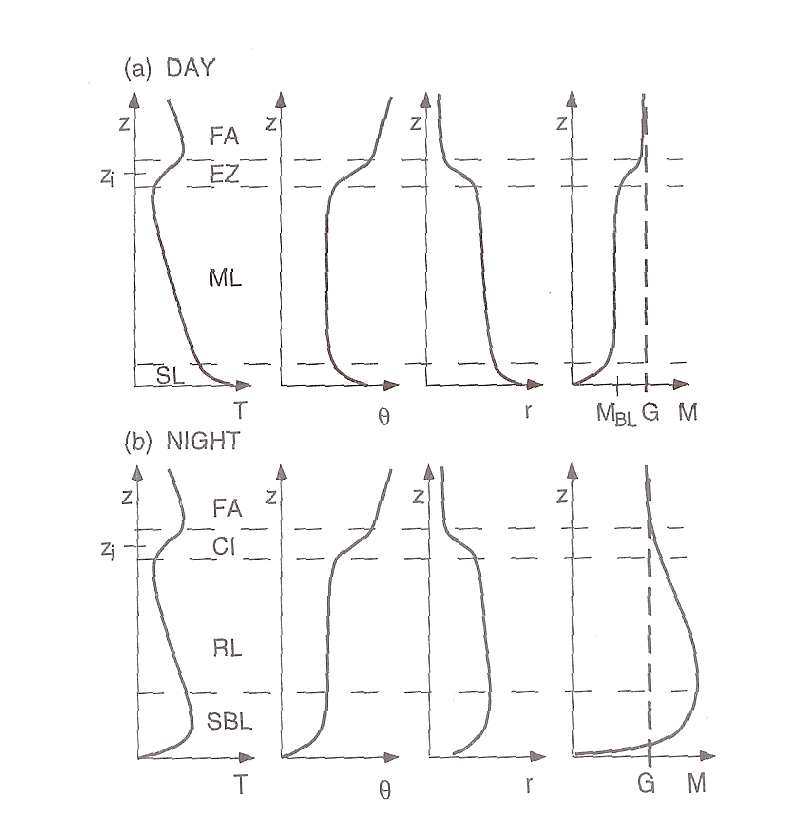 (a) DAY
z z z z
FA
zi EZ
ML
SL
T θ r MBL G M
(b) NIGHT
z z z z
FA
zi CI
RL
SBL
T θ r G M